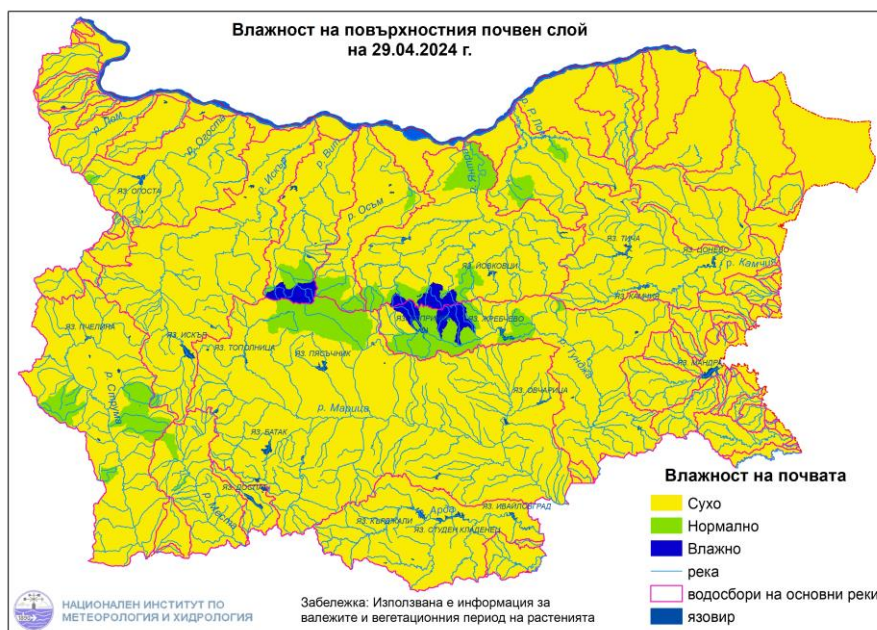 Влажност на повърхностния почвен слой
на 29.04.2024 г.
р. Лом
р. Огоста
р. Искър
р. Вит
р. Осъм
р. Янтра
р. Р. Лом
ЯЗ. ОГОСТА
ЯЗ. ЙОВКОВЦИ
ЯЗ. ТИЧА
ЯЗ. ЦОНЕВО
р. Камчия
ЯЗ. КАМЧИЯ
ЯЗ. ЖРЕБЧЕВО
ЯЗ. ПЧЕЛИНА
ЯЗ. ИСКЪР
ЯЗ. ТОПОЛНИЦА
ЯЗ. ПЯСЪЧНИК
р. Тунджа
ЯЗ. МАНДРА
р. Струма
р. Марица
ЯЗ. ОВЧАРИЦА
ЯЗ. БАТАК
ЯЗ. ДОСПАТ
р. Места
р. Арда
ЯЗ. ИВАЙЛОВГРАД
ЯЗ. КЪРДЖАЛИ
ЯЗ. СТУДЕН КЛАДЕНЕЦ
Влажност на почвата
Сухо
Нормално
Влажно
река
водосбори на основни реки
язовир
НАЦИОНАЛЕН ИНСТИТУТ ПО
МЕТЕОРОЛОГИЯ И ХИДРОЛОГИЯ
Забележка: Използвана е информация за
валежите и вегетационния период на растенията